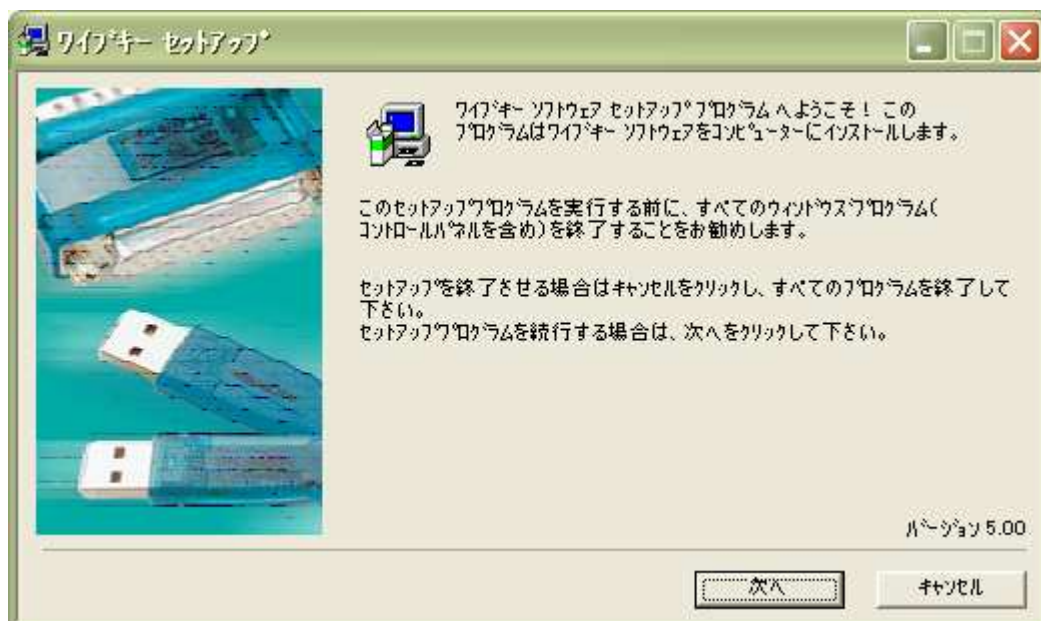 ワイプキー セットアップ
ワイプキー ソフトウェア セットアップ プログラム へようこそ！ この
プログラムはワイプキー ソフトウェアをコンピューターにインストールします。
このセットアッププログラムを実行する前に、すべてのウィンドウズプログラム(
コントロールパネルを含め)を終了することをお勧めします。
セットアップを終了させる場合はキャンセルをクリックし、すべてのプログラムを終了して
下さい。
セットアッププログラムを続行する場合は、次へをクリックして下さい。
バージョン 5.00
次へ
キャンセル